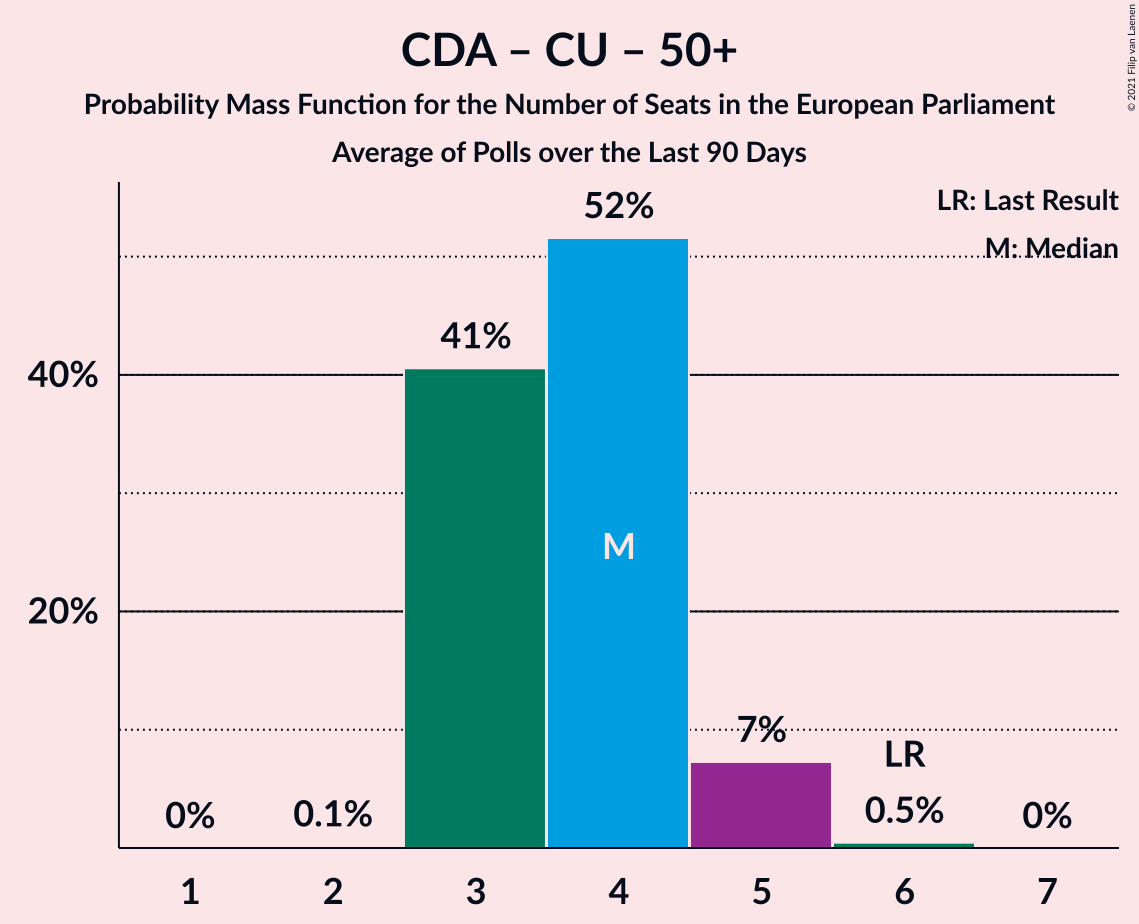 CDA – CU – 50+
Probability Mass Function for the Number of Seats in the European Parliament
Average of Polls over the Last 90 Days
© 2021 Filip van Laenen
LR: Last Result
M: Median
52%
41%
40%
M
20%
7%
LR
0%
0.1%
0.5%
0%
1 2 3 4 5 6 7